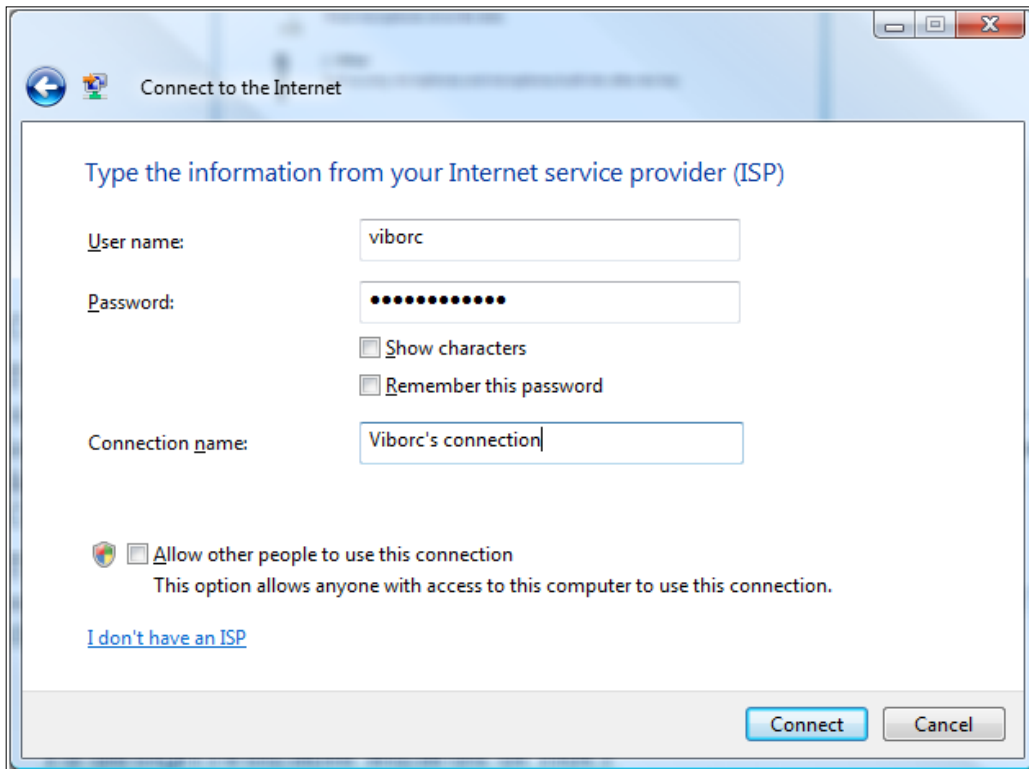 Connect to the Internet
Type the information from your Internet service provider (ISP)
User name: viborc
Password: ●●●●●●●●●●●●
Show characters
Remember this password
Connection name: Viborc's connection
Allow other people to use this connection
This option allows anyone with access to this computer to use this connection.
I don't have an ISP
Connect Cancel